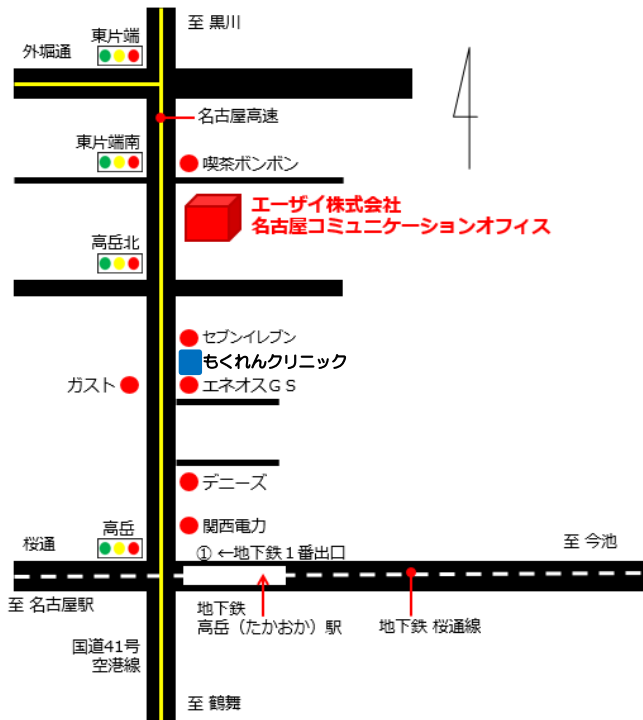 至 黒川
東片端
外堀通
名古屋高速
東片端南
喫茶ボンボン
エーザイ株式会社
名古屋コミュニケーションオフィス
高岳北
セブンイレブン
もくれんクリニック
ガスト
エネオスGS
デニーズ
関西電力
高岳
桜通
至 今池
① ←地下鉄1番出口
至 名古屋駅
地下鉄
高岳（たかおか）駅
地下鉄 桜通線
国道41号
空港線
至 鶴舞